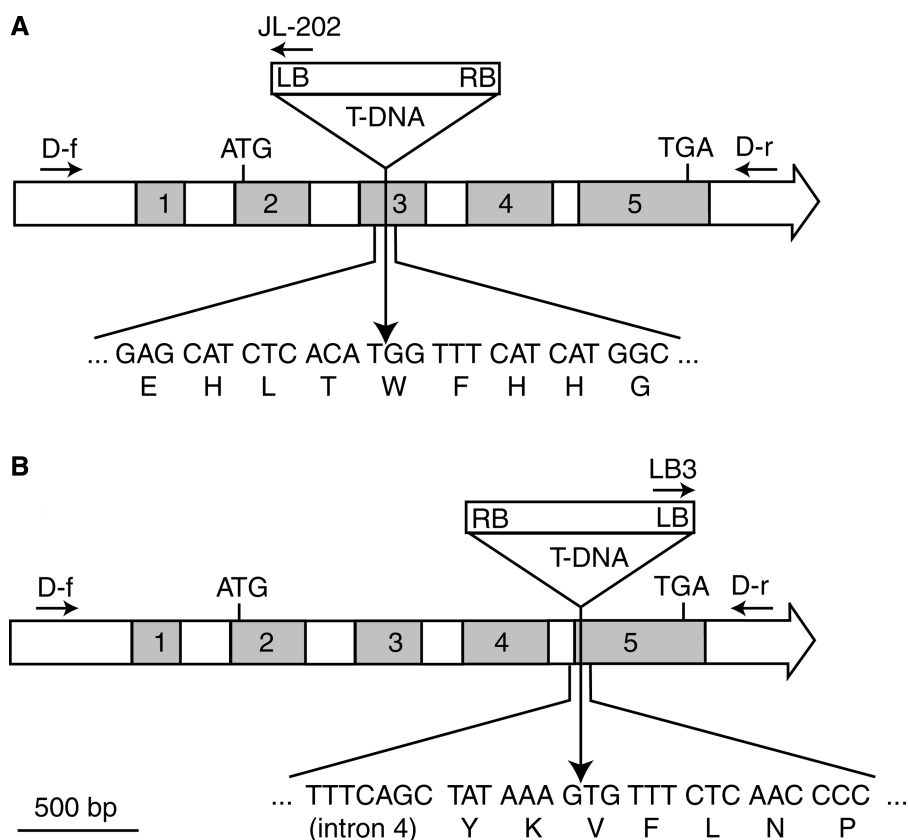 A
JL-202
LB RB
T-DNA
D-f ATG TGA D-r
1 2 3 4 5
... GAG CAT CTC ACA TGG TTT CAT CAT GGC ...
E H L T W F H H G
B
LB3
RB LB
T-DNA
D-f ATG TGA D-r
1 2 3 4 5
... TTTCAGC TAT AAA GTG TTT CTC AAC CCC ...
500 bp (intron 4) Y K V F L N P